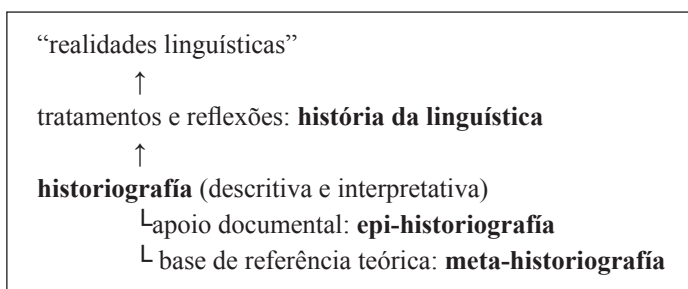 “realidades linguísticas”
↑
tratamentos e reflexões: história da linguística
↑
historiografía (descritiva e interpretativa)
└apoio documental: epi-historiografía
└ base de referência teórica: meta-historiografía